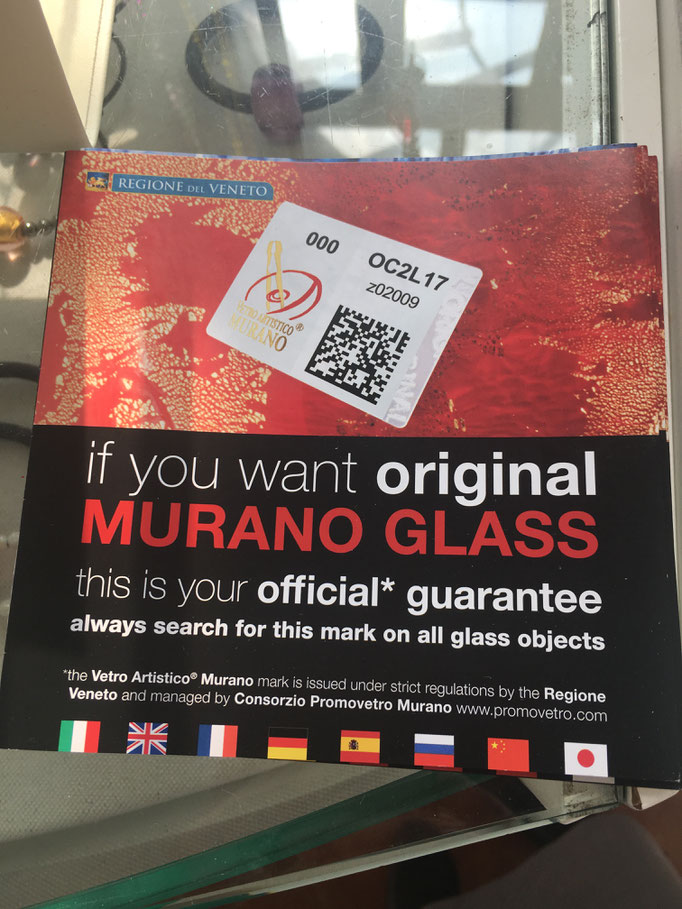 REGIONE DEL VENETO
000 OC2L17
z02009
VETRO ARTISTICO®
MURANO
if you want original
MURANO GLASS
this is your official* guarantee
always search for this mark on all glass objects
*the Vetro Artistico® Murano mark is issued under strict regulations by the Regione
Veneto and managed by Consorzio Promovetro Murano www.promovetro.com